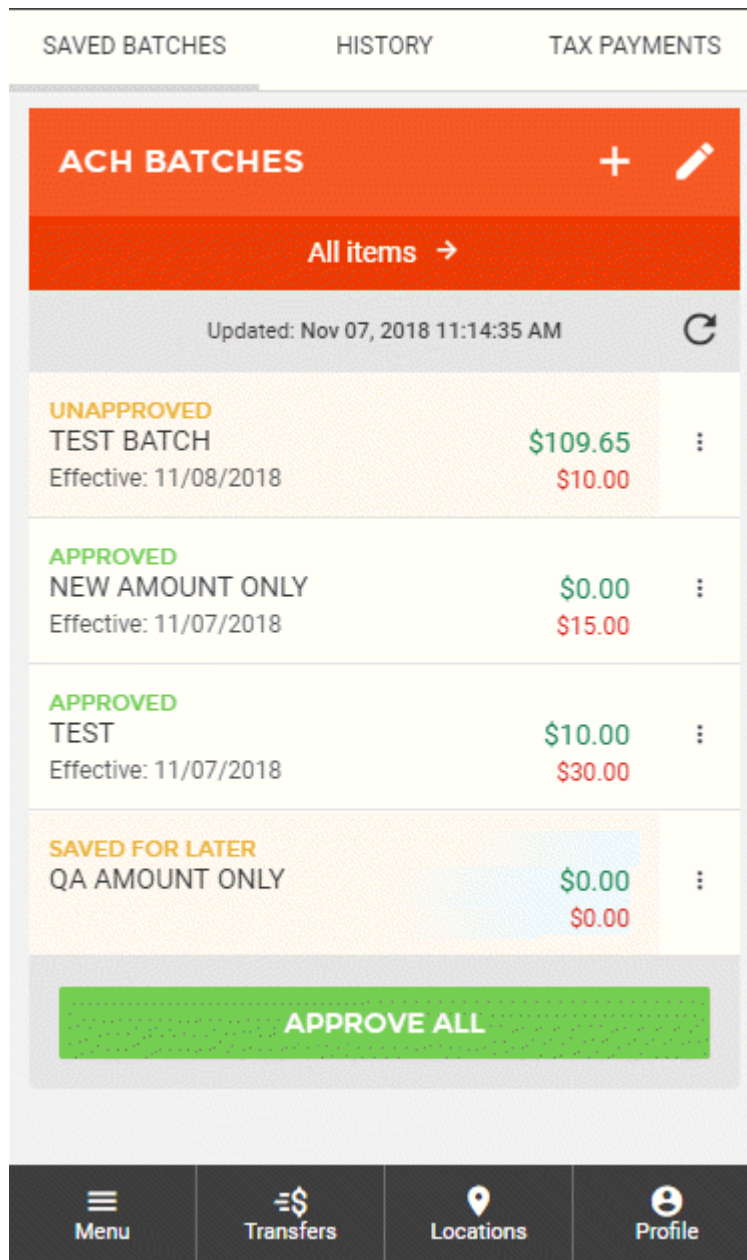 SAVED BATCHES HISTORY TAX PAYMENTS
ACH BATCHES
All items
Updated: Nov 07, 2018 11:14:35 AM
UNAPPROVED
TEST BATCH $109.65
Effective: 11/08/2018 $10.00
APPROVED
NEW AMOUNT ONLY $0.00
Effective: 11/07/2018 $15.00
APPROVED
TEST $10.00
Effective: 11/07/2018 $30.00
SAVED FOR LATER
QA AMOUNT ONLY $0.00
$0.00
APPROVE ALL
Menu Transfers Locations Profile